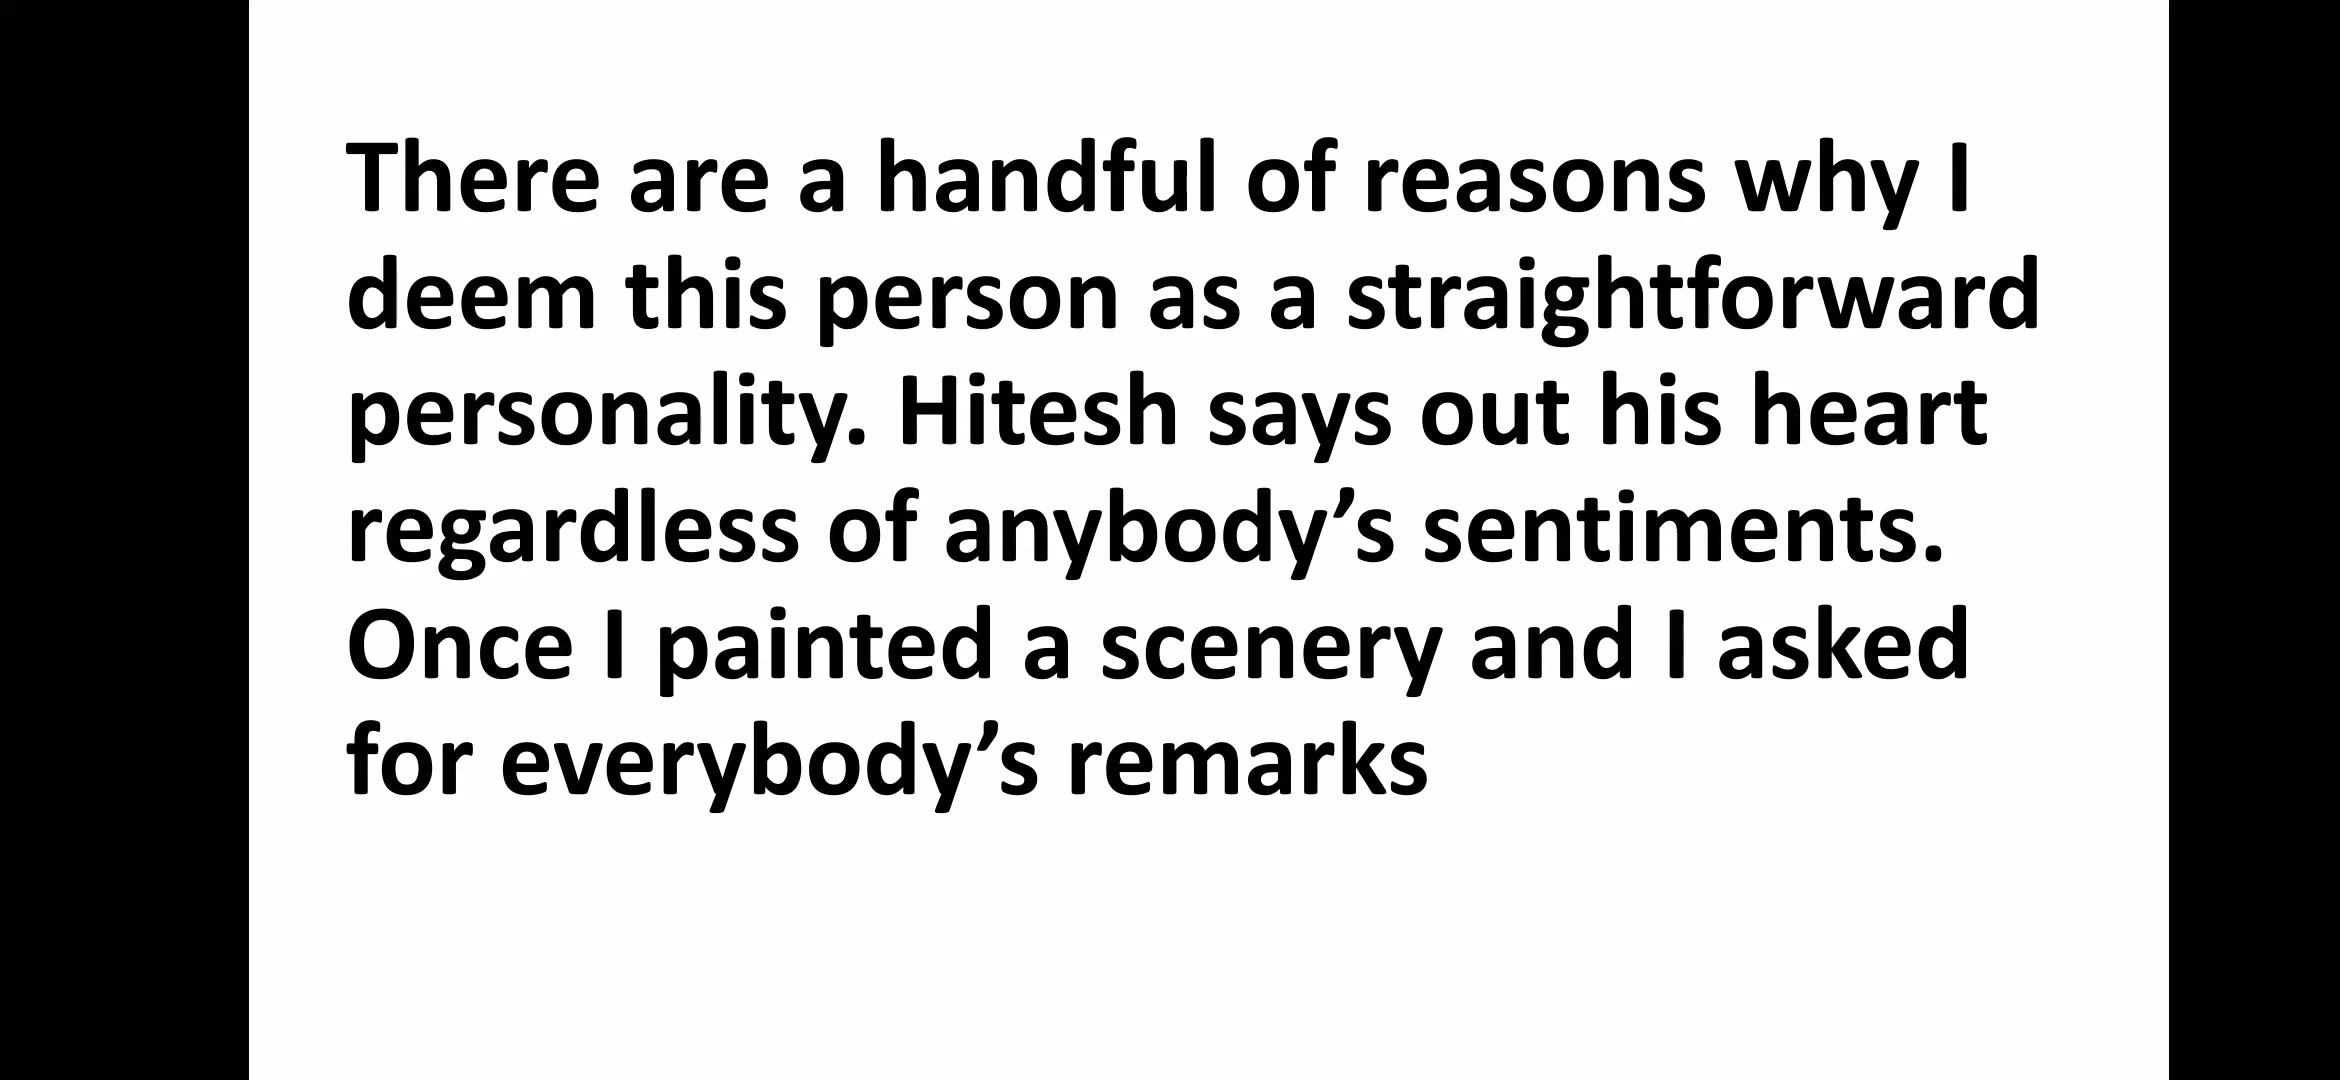 There are a handful of reasons why I
deem this person as a straightforward
personality. Hitesh says out his heart
regardless of anybody’s sentiments.
Once I painted a scenery and I asked
for everybody’s remarks